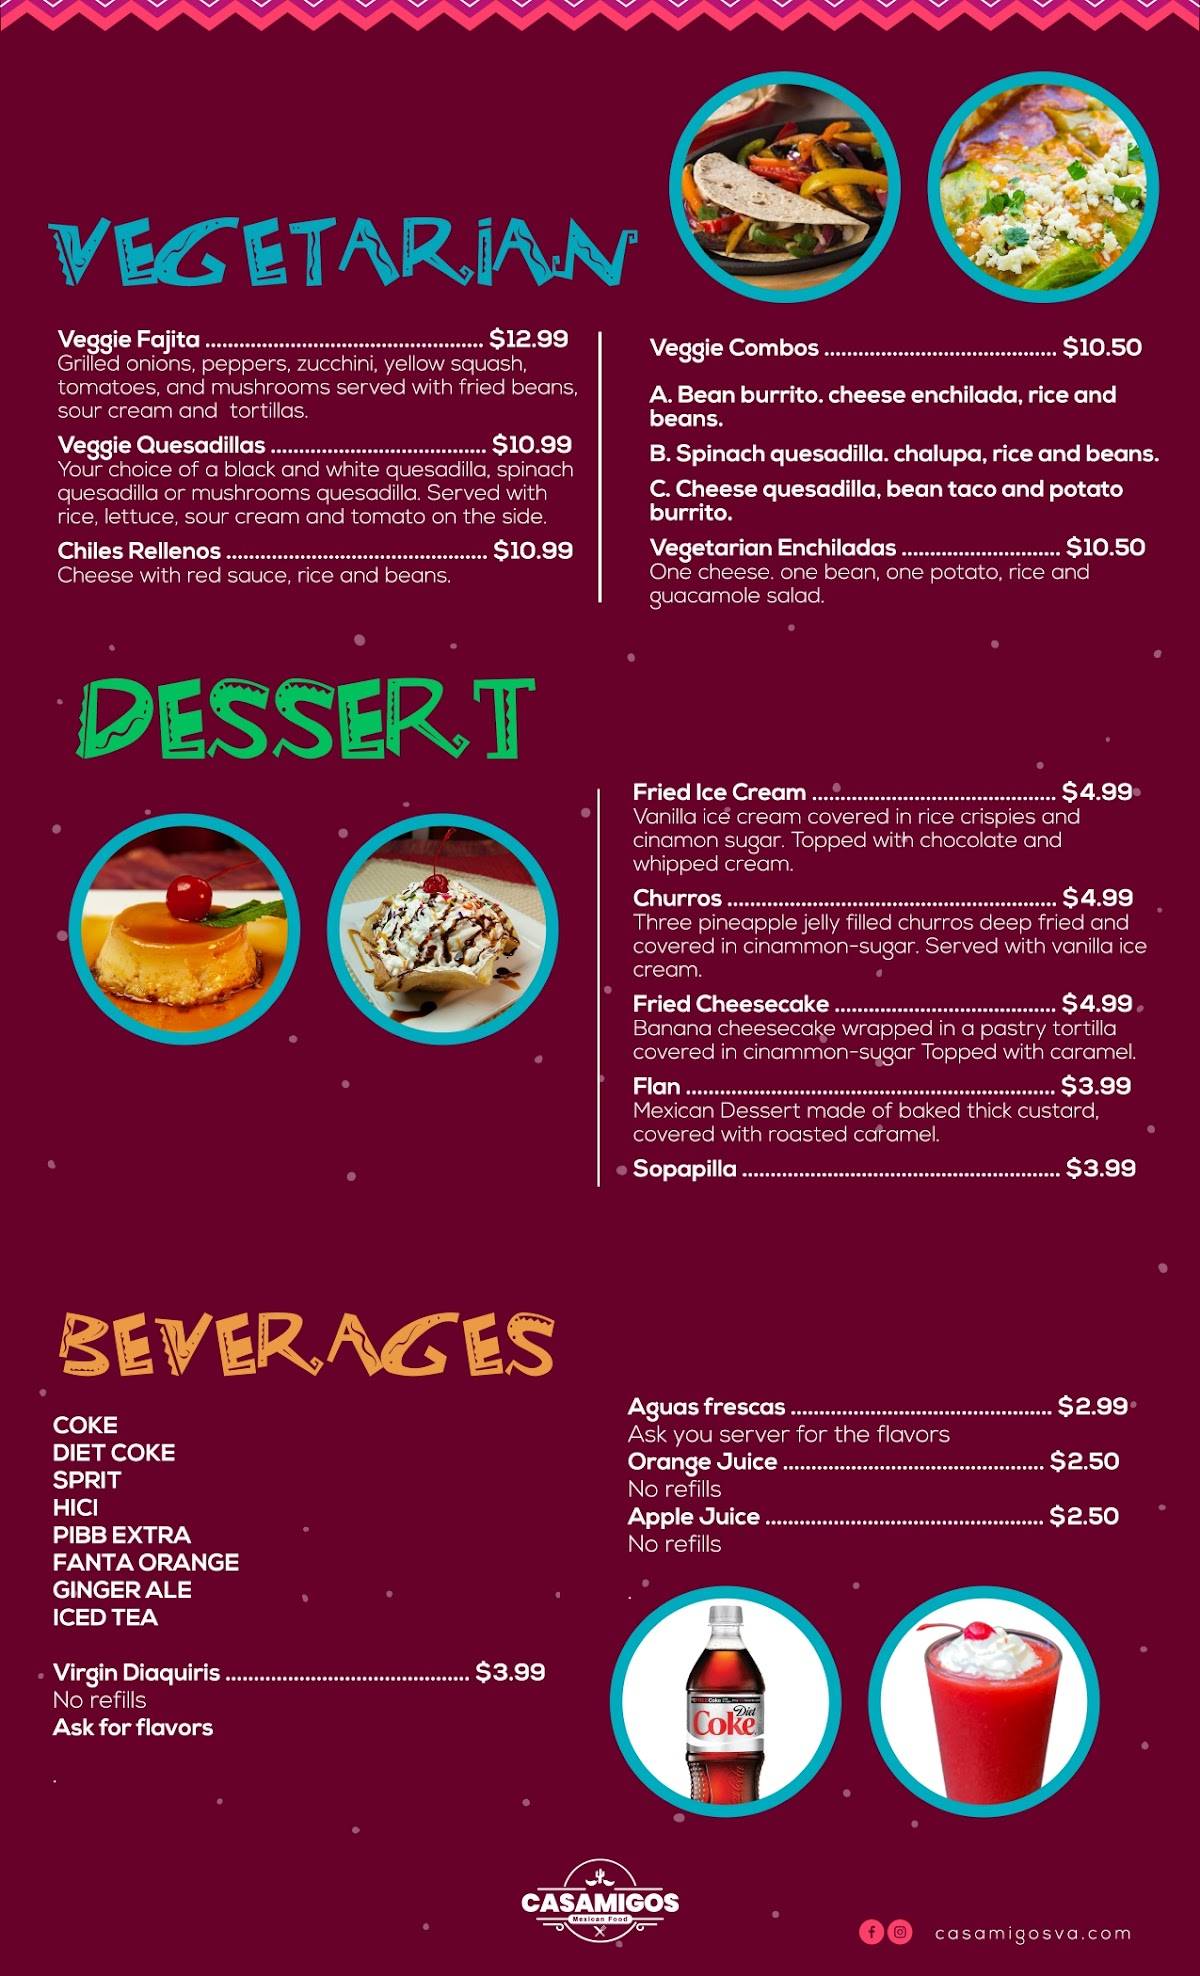 VEGETARIAN
Veggie Fajita ................................................ $12.99
Grilled onions, peppers, zucchini, yellow squash,
tomatoes, and mushrooms served with fried beans,
sour cream and tortillas.
Veggie Quesadillas ..................................... $10.99
Your choice of a black and white quesadilla, spinach
quesadilla or mushrooms quesadilla. Served with
rice, lettuce, sour cream and tomato on the side.
Chiles Rellenos ............................................. $10.99
Cheese with red sauce, rice and beans.
Veggie Combos ........................................ $10.50
A. Bean burrito. cheese enchilada, rice and
beans.
B. Spinach quesadilla. chalupa, rice and beans.
C. Cheese quesadilla, bean taco and potato
burrito.
Vegetarian Enchiladas ........................... $10.50
One cheese. one bean, one potato, rice and
guacamole salad.
DESSERT
Fried Ice Cream .......................................... $4.99
Vanilla ice cream covered in rice crispies and
cinamon sugar. Topped with chocolate and
whipped cream.
Churros ......................................................... $4.99
Three pineapple jelly filled churros deep fried and
covered in cinammon-sugar. Served with vanilla ice
cream.
Fried Cheesecake ...................................... $4.99
Banana cheesecake wrapped in a pastry tortilla
covered in cinammon-sugar Topped with caramel.
Flan ................................................................ $3.99
Mexican Dessert made of baked thick custard,
covered with roasted caramel.
Sopapilla ....................................................... $3.99
BEVERAGES
COKE
DIET COKE
SPRIT
HICI
PIBB EXTRA
FANTA ORANGE
GINGER ALE
ICED TEA
Virgin Diaquiris .......................................... $3.99
No refills
Ask for flavors
.
Aguas frescas ............................................. $2.99
Ask you server for the flavors
Orange Juice ............................................. $2.50
No refills
Apple Juice ................................................ $2.50
No refills
.
Diet
Coke
CASAMIGOS
Mexican Food
casamigosva.com